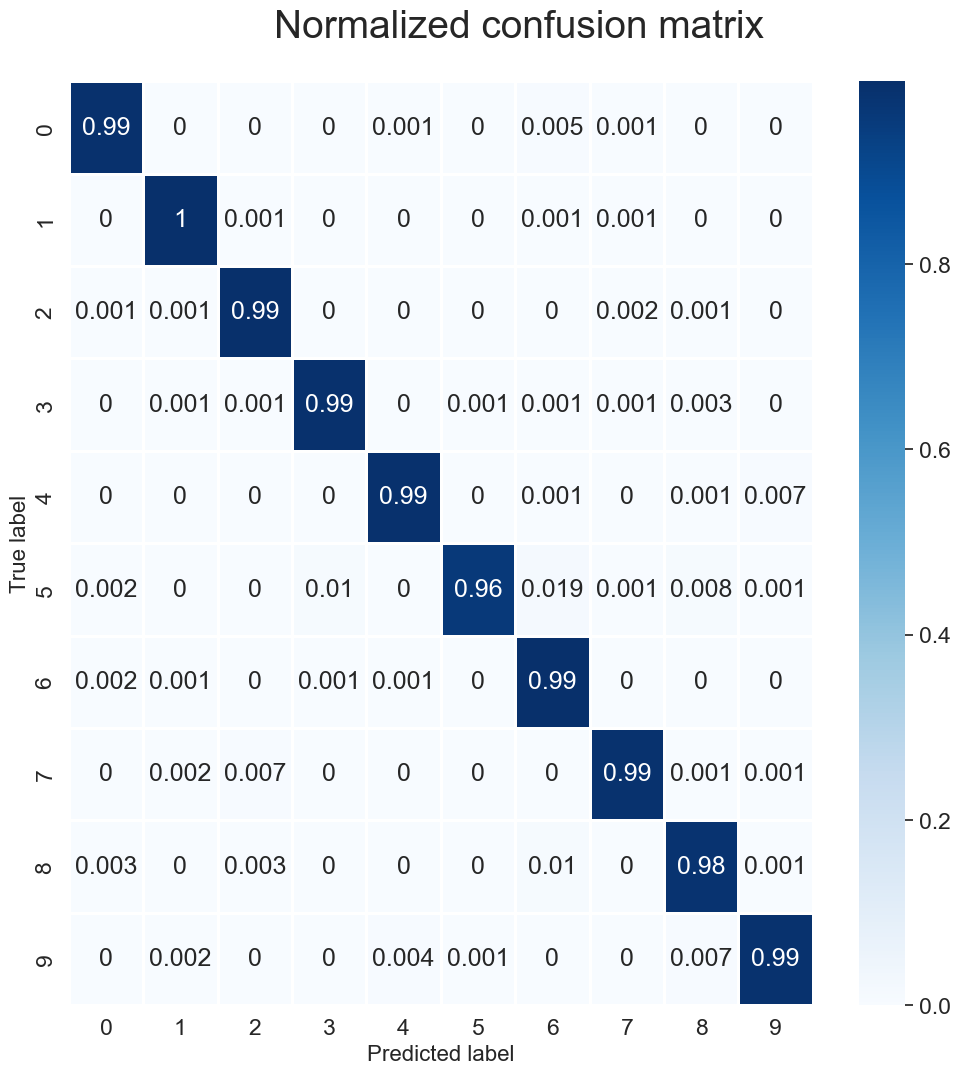 Normalized confusion matrix
0 0.99 0 0 0 0.001 0 0.005 0.001 0 0
1 0 1 0.001 0 0 0 0.001 0.001 0 0
2 0.001 0.001 0.99 0 0 0 0 0.002 0.001 0
3 0 0.001 0.001 0.99 0 0.001 0.001 0.001 0.003 0
4 0 0 0 0 0.99 0 0.001 0 0.001 0.007
5 0.002 0 0 0.01 0 0.96 0.019 0.001 0.008 0.001
6 0.002 0.001 0 0.001 0.001 0 0.99 0 0 0
7 0 0.002 0.007 0 0 0 0 0.99 0.001 0.001
8 0.003 0 0.003 0 0 0 0.01 0 0.98 0.001
9 0 0.002 0 0 0.004 0.001 0 0 0.007 0.99
0 1 2 3 4 5 6 7 8 9
Predicted label
True label
0.8
0.6
0.4
0.2
0.0